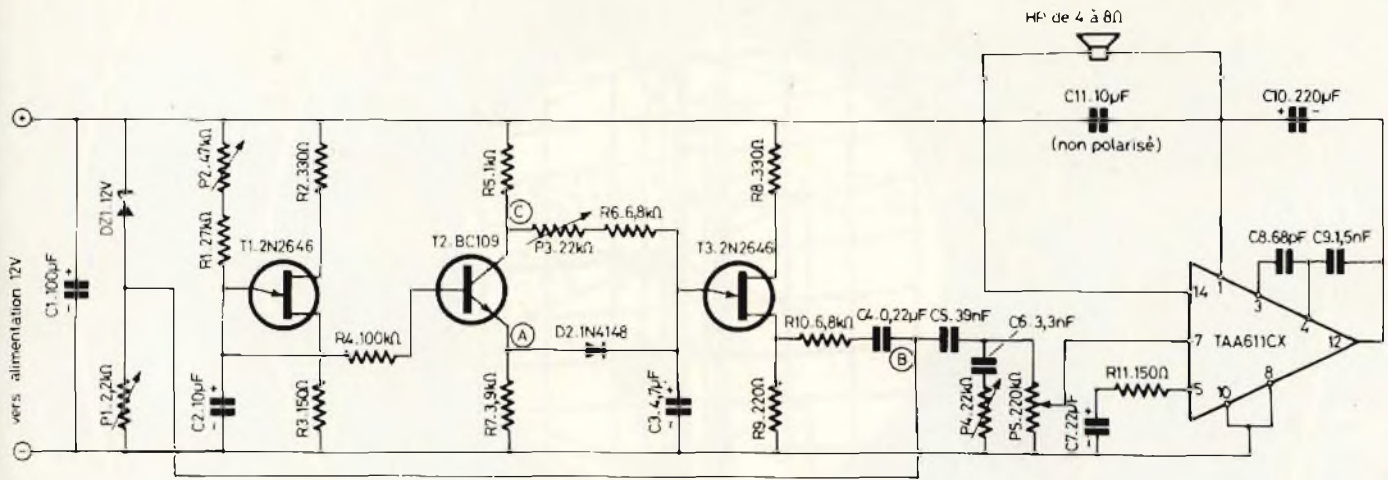 HP de 4 à 8Ω
C11.10µF
(non polarisé)
C10.220µF
+ -
+
vers alimentation 12V
-
C1.100µF
+
-
DZ1.12V
P1.2,2kΩ
P2.47kΩ
R1.27kΩ
R2.330Ω
T1.2N2646
C2.10µF
+
-
R3.150Ω
R4.100kΩ
R5.1kΩ
C
T2.BC109
P3.22kΩ
R6.6,8kΩ
A
D2.1N4148
R7.3,9kΩ
C3.4,7µF
+
-
T3.2N2646
R8.330Ω
R9.220Ω
R10.6,8kΩ
C4.0,22µF
B
C5.39nF
C6.3,3nF
P4.22kΩ
P5.220kΩ
C7.22µF
+
-
R11.150Ω
C8.68pF
C9.1,5nF
14
7
5
3
1
4
TAA611CX
12
10
8